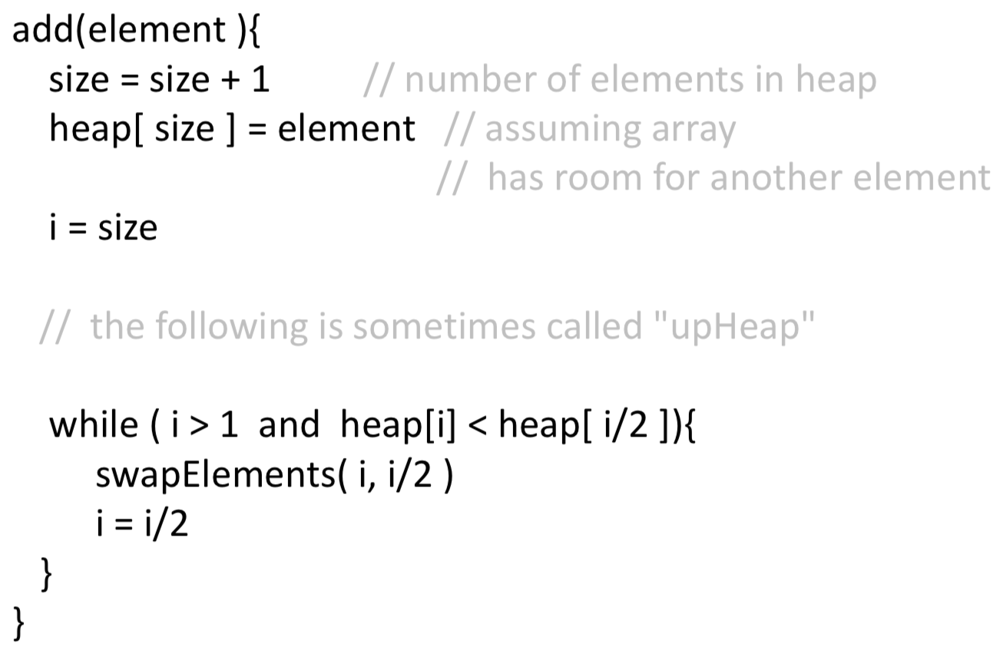 add(element ){
size = size + 1 // number of elements in heap
heap[ size ] = element // assuming array
// has room for another element
i = size
// the following is sometimes called "upHeap"
while ( i > 1 and heap[i] < heap[ i/2 ]){
swapElements( i, i/2 )
i = i/2
}
}